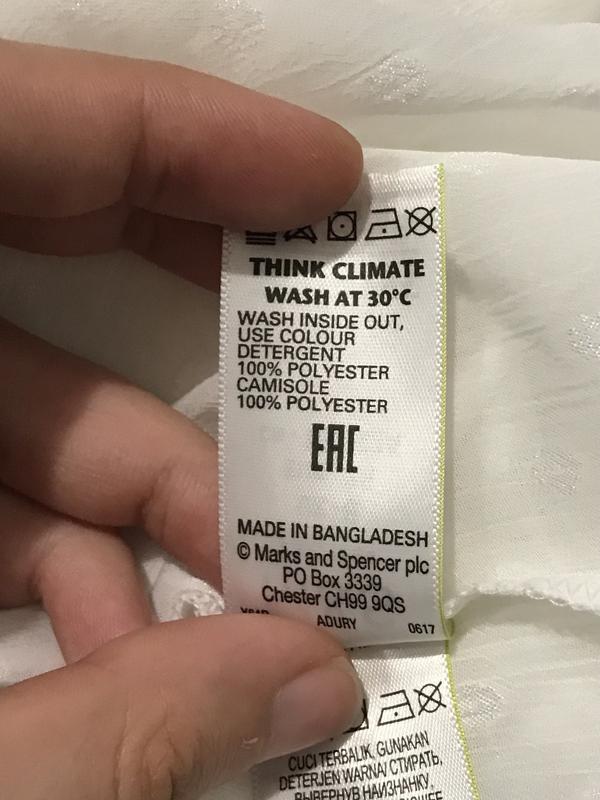 THINK CLIMATE
WASH AT 30°C
WASH INSIDE OUT,
USE COLOUR
DETERGENT
100% POLYESTER
CAMISOLE
100% POLYESTER
EAC
MADE IN BANGLADESH
© Marks and Spencer plc
PO Box 3339
Chester CH99 9QS
ADURY 0617
CUCI TERBALIK, GUNAKAN
DETERJEN WARNA/ СТИРАТЬ,
ВЫВЕРНУВ НАИЗНАНКУ,